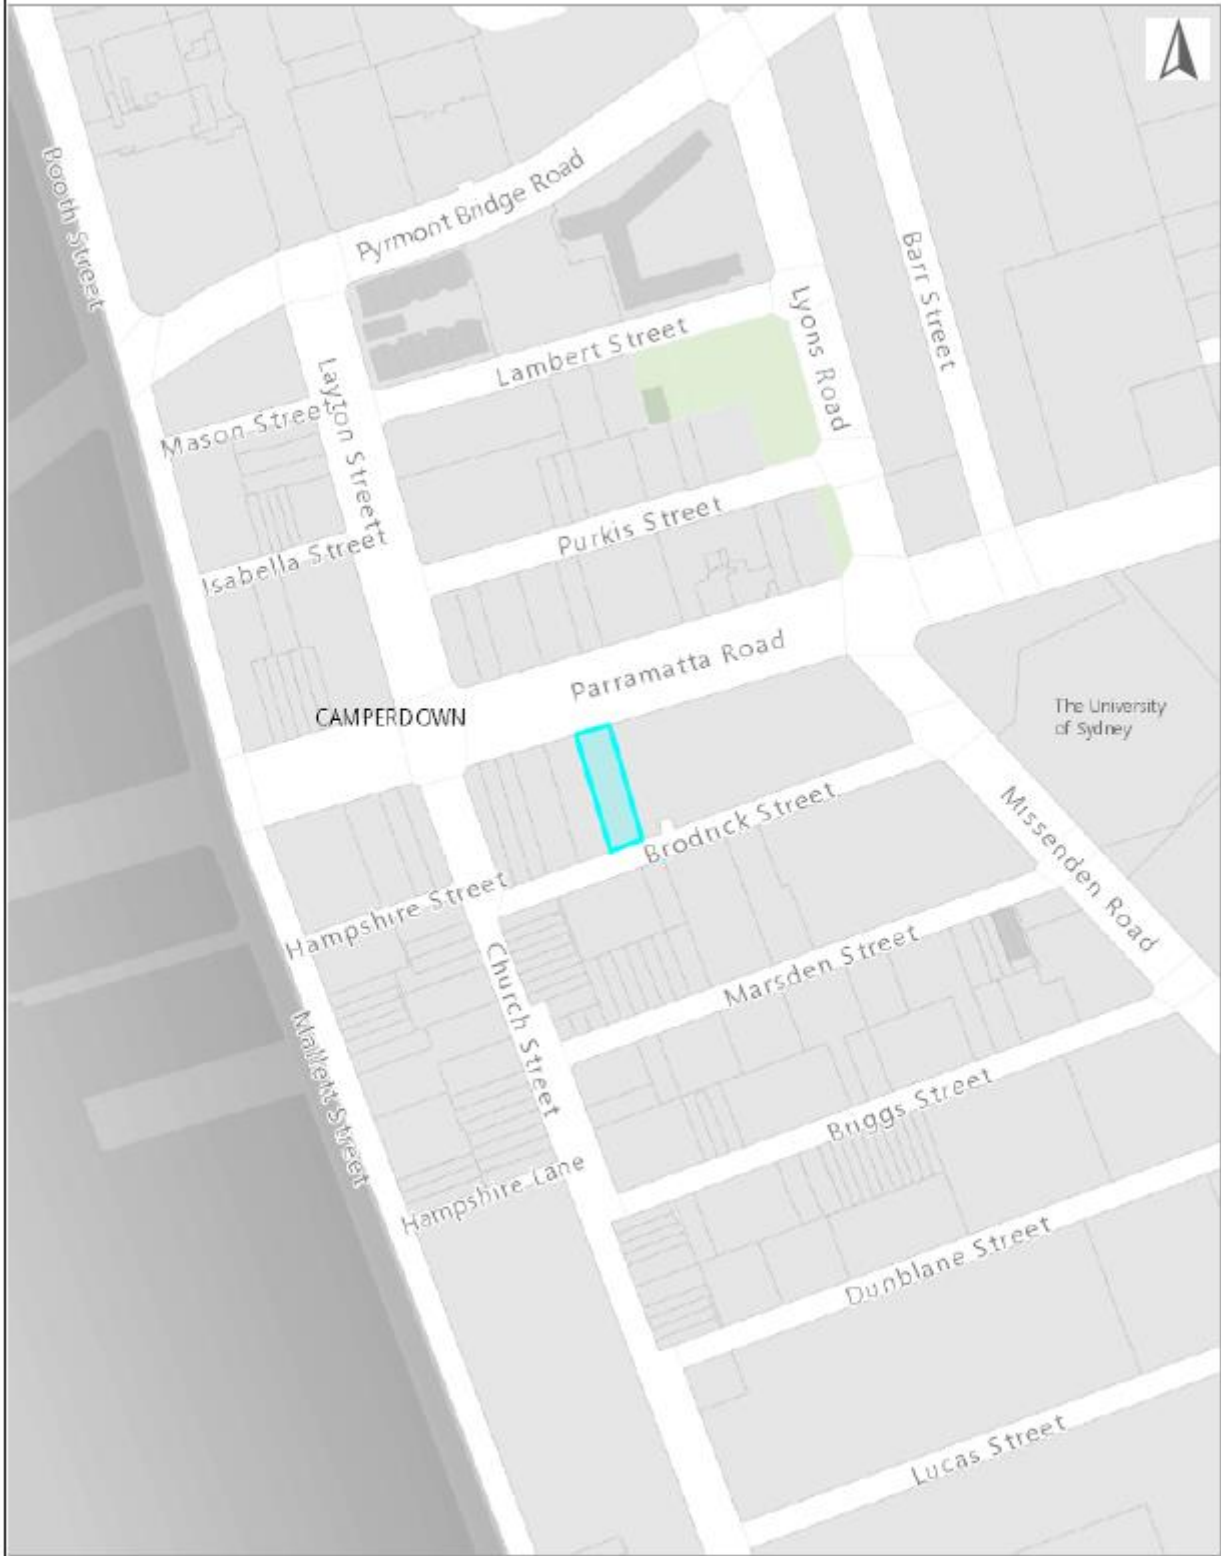 Booth Street
Pyrmont Bridge Road
Barr Street
Lyons Road
Lambert Street
Layton Street
Mason Street
Purkis Street
Isabella Street
Parramatta Road
CAMPERDOWN
The University
of Sydney
Brodrick Street
Missenden Road
Hampshire Street
Marsden Street
Church Street
Mallett Street
Briggs Street
Hampshire Lane
Dunblane Street
Lucas Street